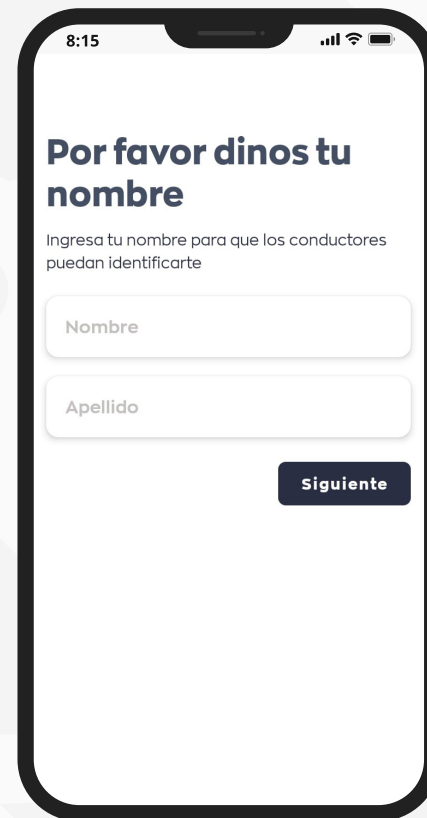 8:15
Por favor dinos tu
nombre
Ingresa tu nombre para que los conductores
puedan identificarte
Nombre
Apellido
Siguiente